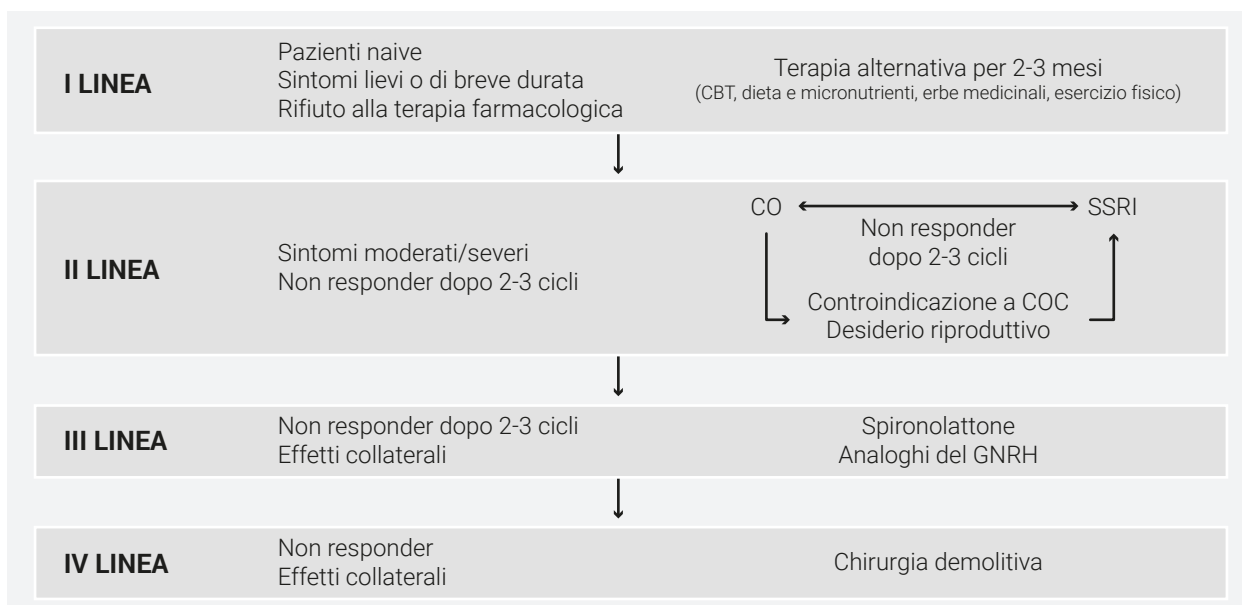 I LINEA
Pazienti naive
Sintomi lievi o di breve durata
Rifiuto alla terapia farmacologica
Terapia alternativa per 2-3 mesi
(CBT, dieta e micronutrienti, erbe medicinali, esercizio fisico)
II LINEA
Sintomi moderati/severi
Non responder dopo 2-3 cicli
CO
SSRI
Non responder
dopo 2-3 cicli
Controindicazione a COC
Desiderio riproduttivo
III LINEA
Non responder dopo 2-3 cicli
Effetti collaterali
Spironolattone
Analoghi del GNRH
IV LINEA
Non responder
Effetti collaterali
Chirurgia demolitiva